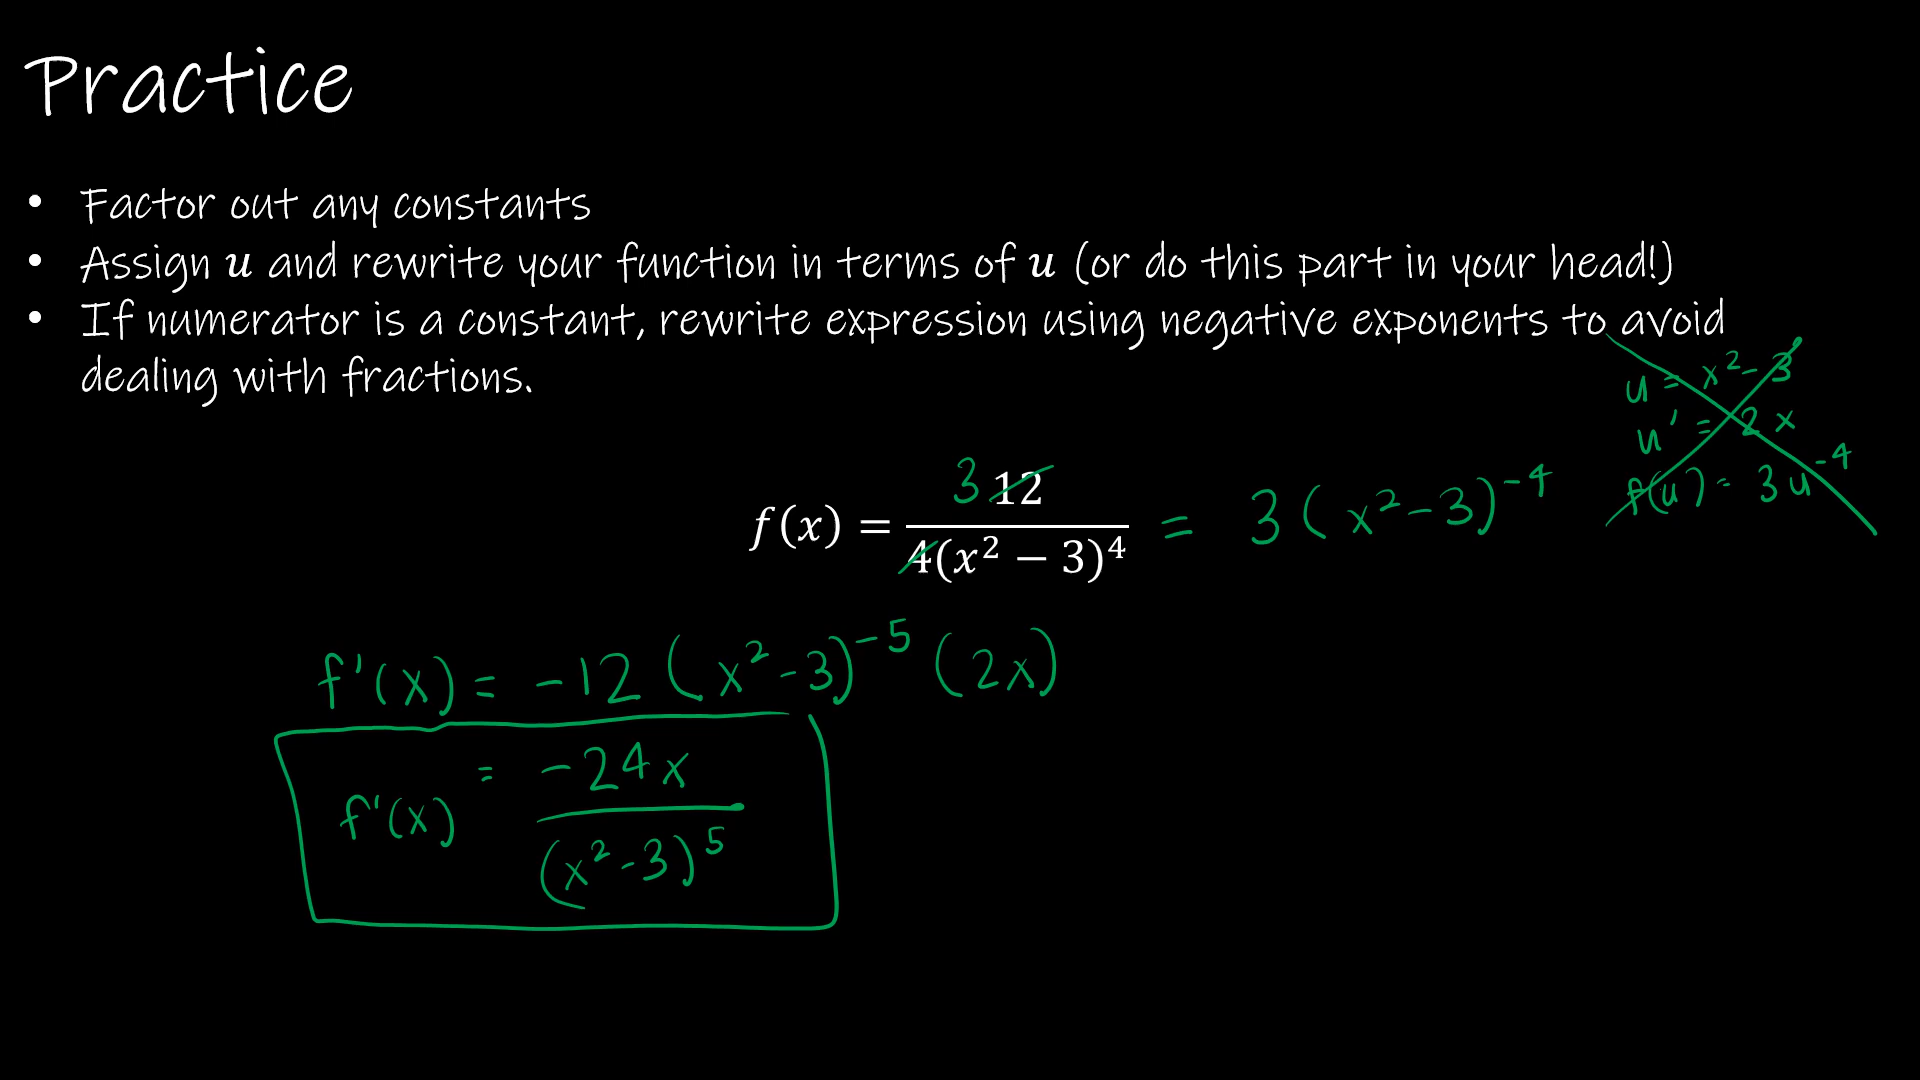 Practice
• Factor out any constants
• Assign u and rewrite your function in terms of u (or do this part in your head!)
• If numerator is a constant, rewrite expression using negative exponents to avoid
dealing with fractions.
u = x² - 3
u' = 2x
f(u) = 3u⁻⁴
f(x) = 3 12 / 4(x² − 3)⁴ = 3(x² - 3)⁻⁴
f'(x) = -12(x² - 3)⁻⁵(2x)
f'(x) = -24x / (x² - 3)⁵